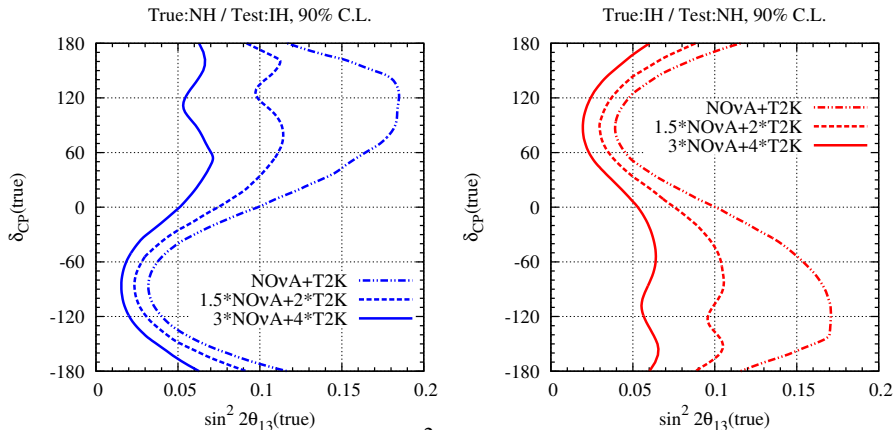 True:NH / Test:IH, 90% C.L.
180
120
60
0
-60
-120
-180
δCP(true)
NOνA+T2K
1.5*NOνA+2*T2K
3*NOνA+4*T2K
0 0.05 0.1 0.15 0.2
sin² 2θ13(true)
2
True:IH / Test:NH, 90% C.L.
180
120
60
0
-60
-120
-180
δCP(true)
NOνA+T2K
1.5*NOνA+2*T2K
3*NOνA+4*T2K
0 0.05 0.1 0.15 0.2
sin² 2θ13(true)